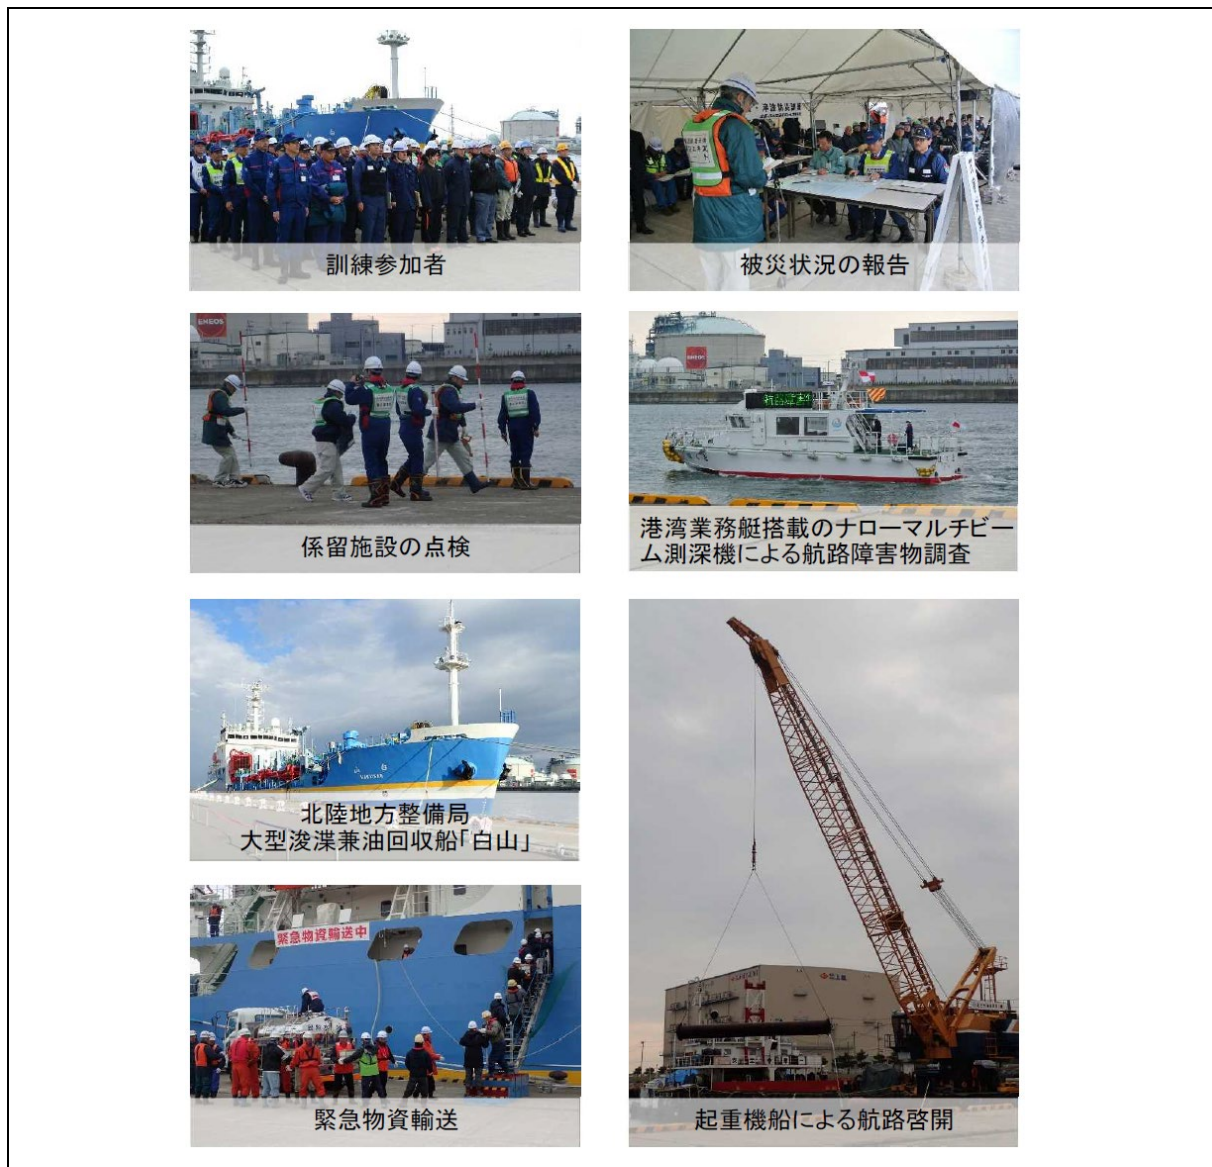 訓練参加者
被災状況の報告
ENEOS
係留施設の点検
ENEOS
港湾業務艇搭載のナローマルチビー
ム測深機による航路障害物調査
北陸地方整備局
大型浚渫兼油回収船「白山」
緊急物資輸送中
緊急物資輸送
起重機船による航路啓開